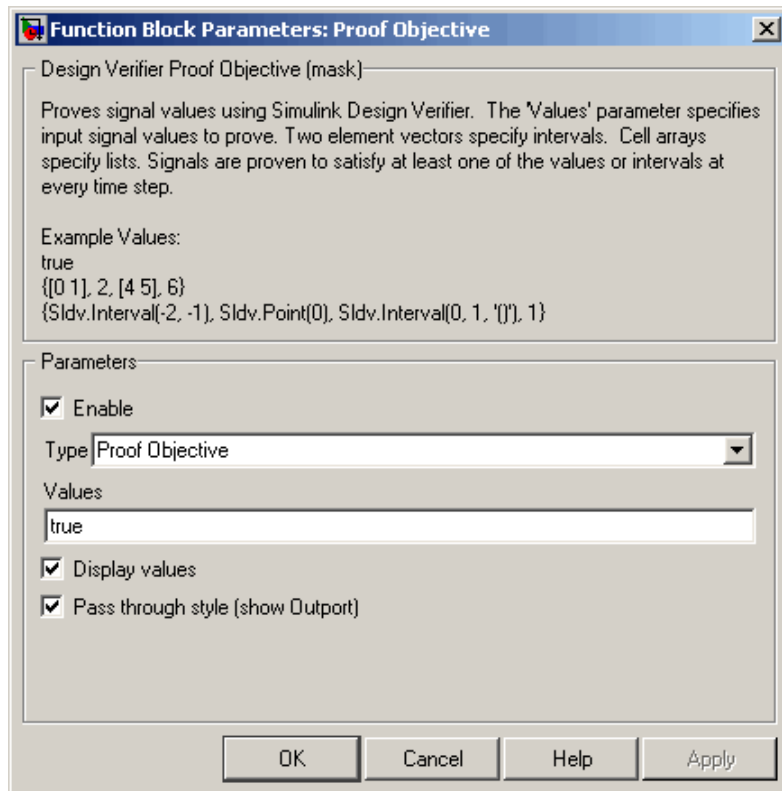 Function Block Parameters: Proof Objective
Design Verifier Proof Objective (mask)
Proves signal values using Simulink Design Verifier.  The 'Values' parameter specifies
input signal values to prove. Two element vectors specify intervals.  Cell arrays
specify lists. Signals are proven to satisfy at least one of the values or intervals at
every time step.
Example Values:
true
{[0 1], 2, [4 5], 6}
{Sldv.Interval(-2, -1), Sldv.Point(0), Sldv.Interval(0, 1, '()'), 1}
Parameters
Enable
Type Proof Objective
Values
true
Display values
Pass through style (show Outport)
OK Cancel Help Apply